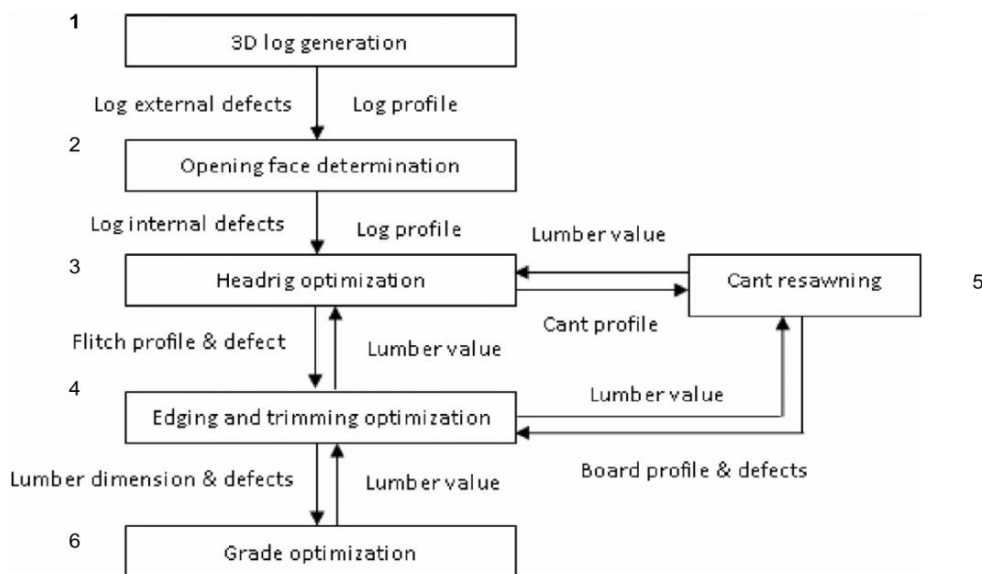 1
3D log generation
Log external defects
Log profile
2
Opening face determination
Log internal defects
Log profile
Lumber value
3
Headrig optimization
Cant resawning
5
Cant profile
Flitch profile & defect
Lumber value
4
Edging and trimming optimization
Lumber value
Board profile & defects
Lumber dimension & defects
Lumber value
6
Grade optimization